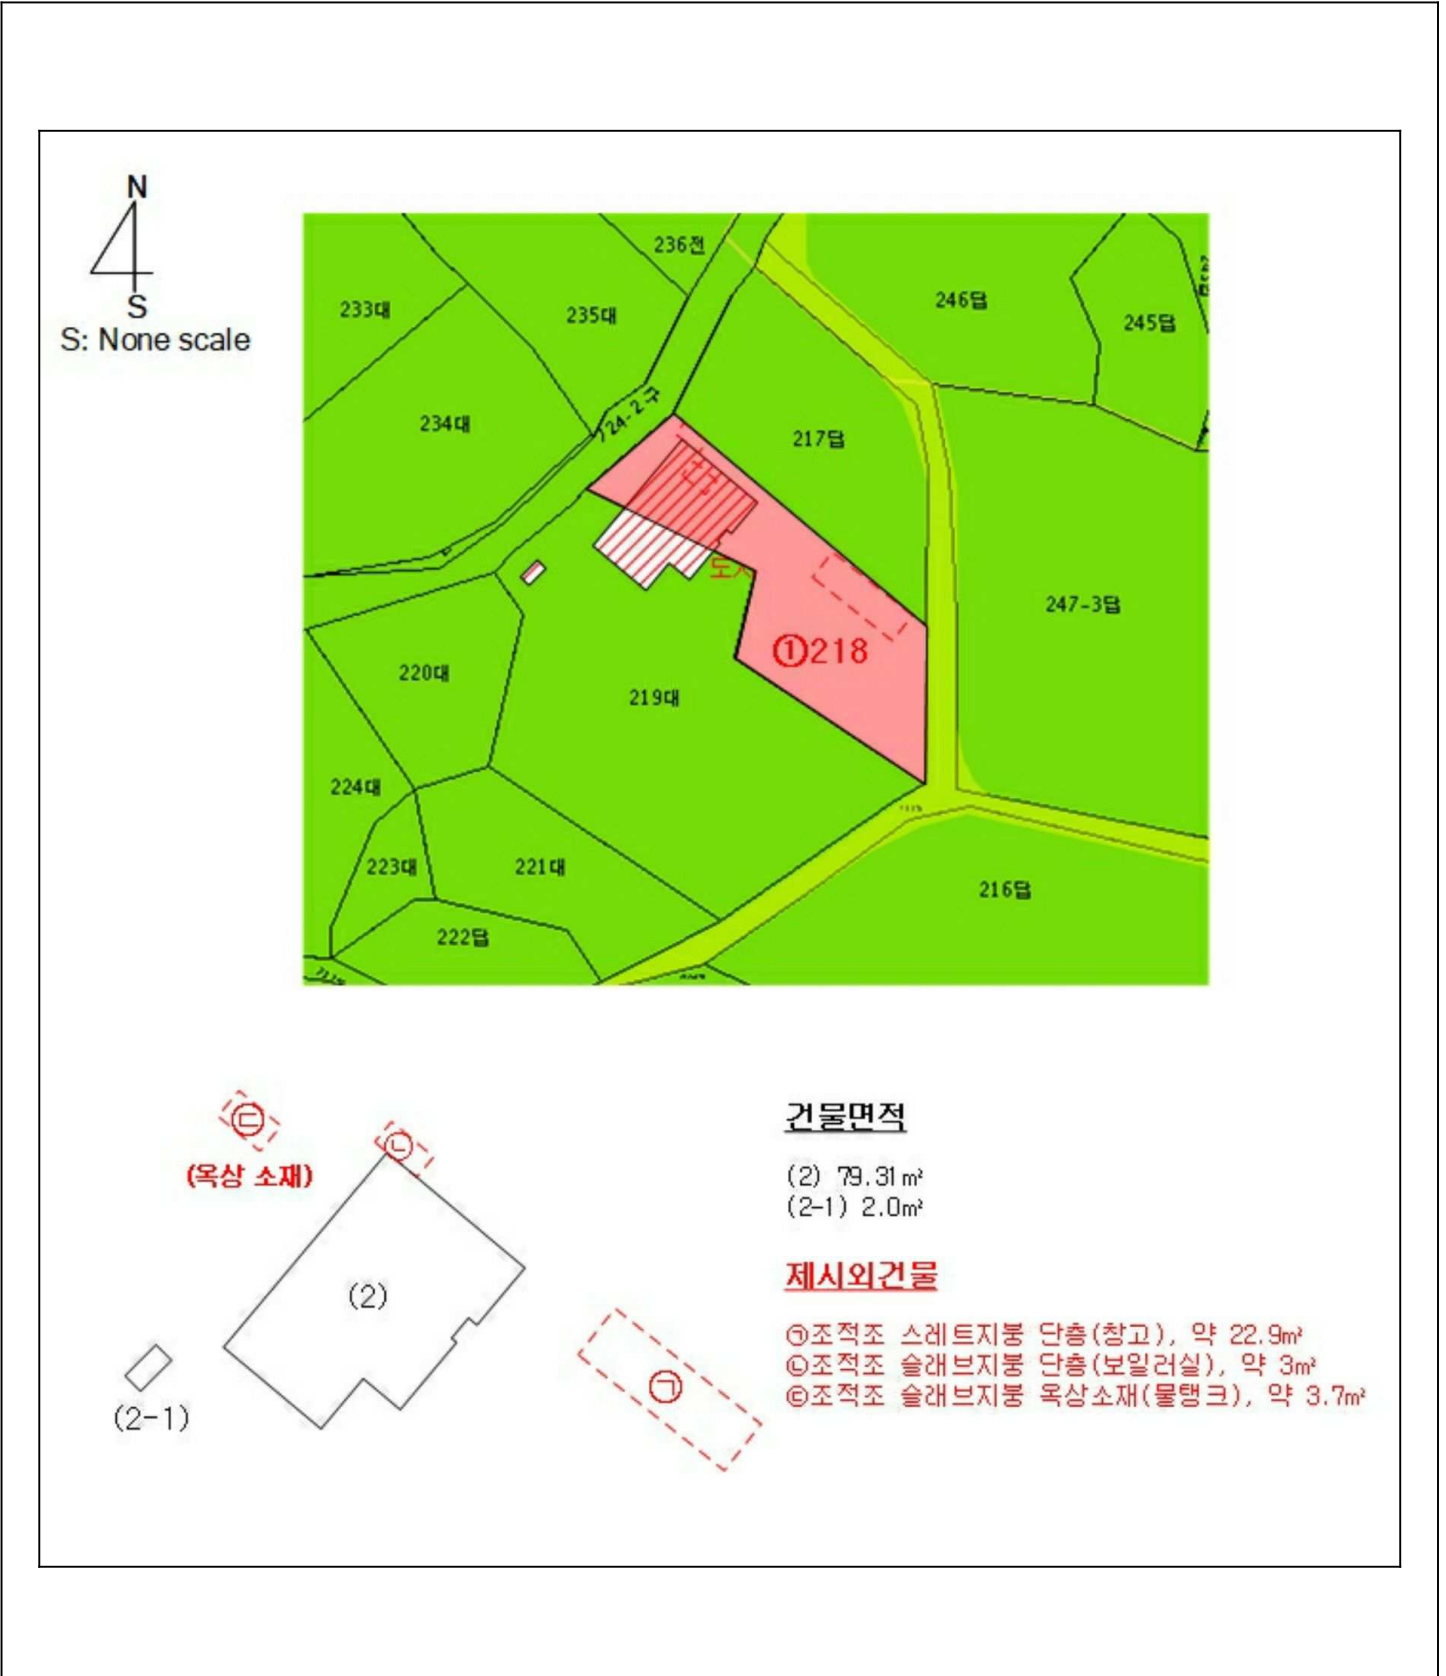 N
S
S: None scale
236전
233대
235대
246답
245답
234대
724-2구
217답
247-3답
①218
220대
219대
224대
223대
221대
222답
216답
㉢
(옥상 소재)
㉡
(2)
(2-1)
㉠
건물면적
(2) 79.31㎡
(2-1) 2.0㎡
제시외건물
㉠조적조 스레트지붕 단층(창고), 약 22.9㎡
㉡조적조 슬래브지붕 단층(보일러실), 약 3㎡
㉢조적조 슬래브지붕 옥상소재(물탱크), 약 3.7㎡